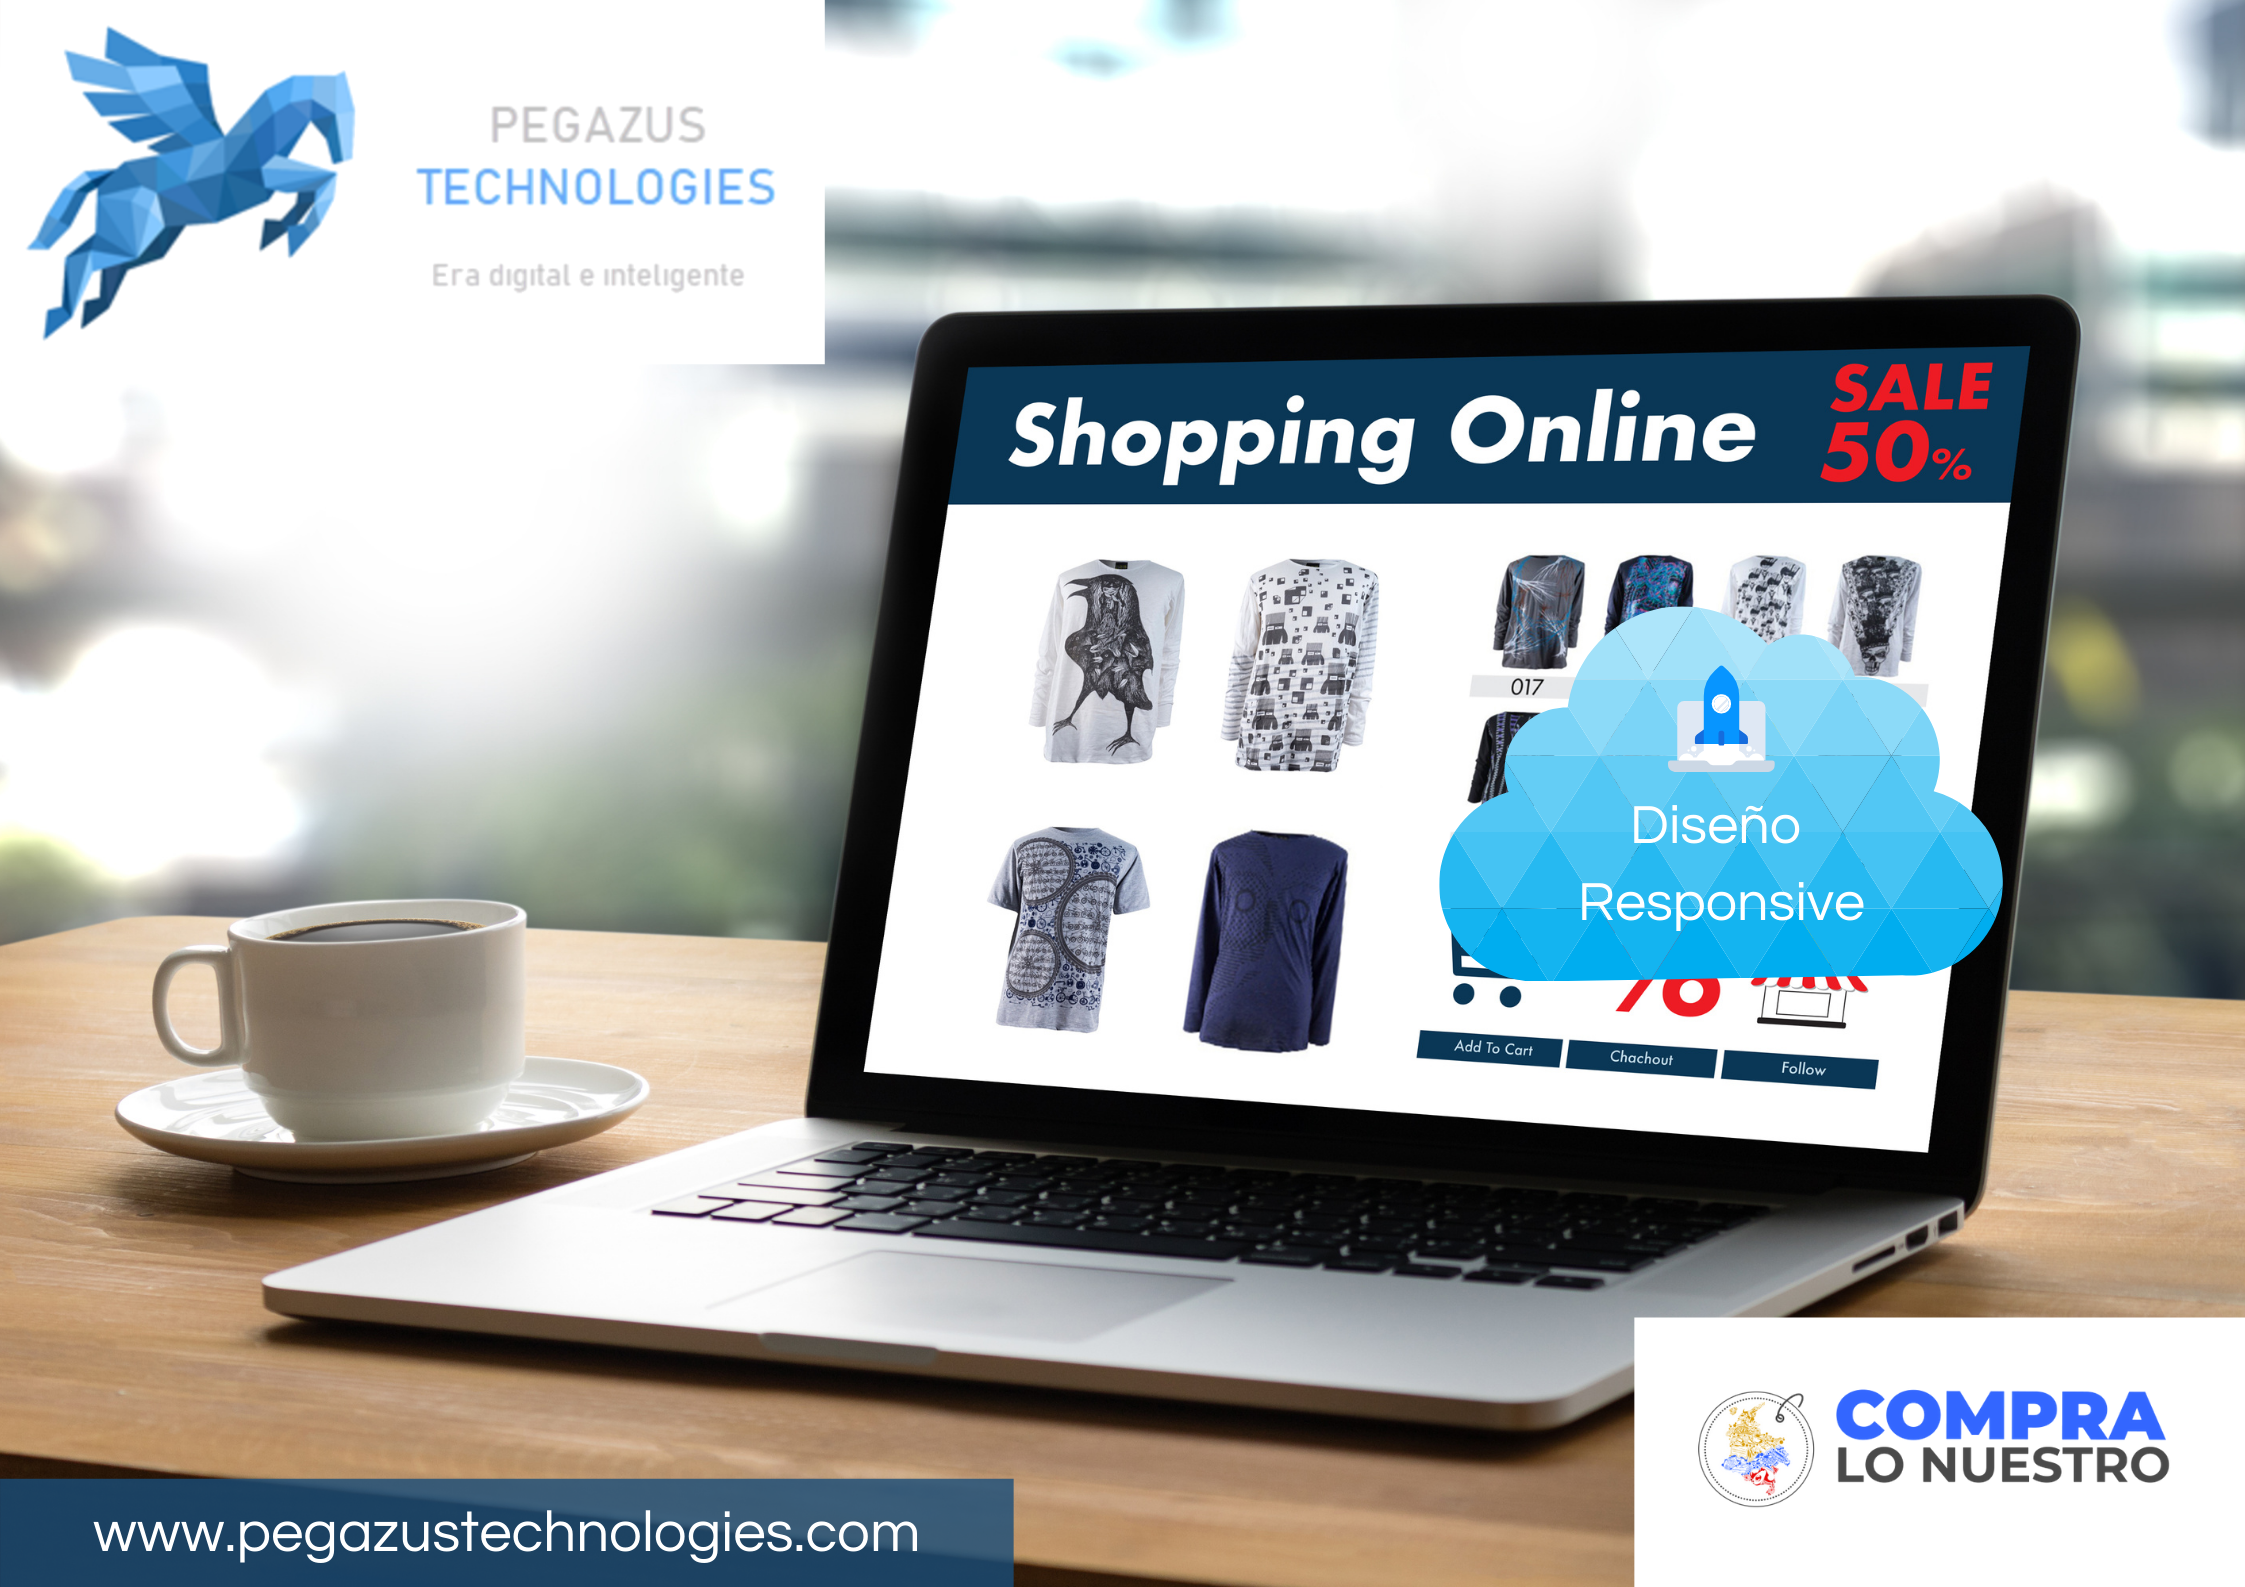 PEGAZUS
TECHNOLOGIES
Era digital e inteligente
Shopping Online
SALE
50%
017
Diseño
Responsive
%
Add To Cart
Chachout
Follow
COMPRA
LO NUESTRO
www.pegazustechnologies.com